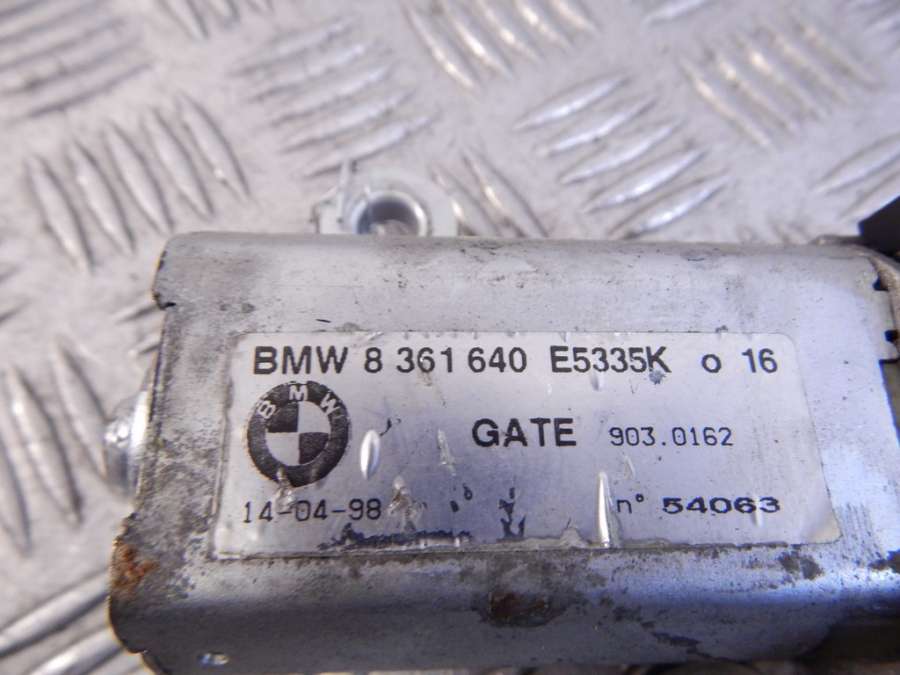 BMW 8 361 640 E5335K o 16
BMW
GATE 903.0162
14-04-98 n° 54063